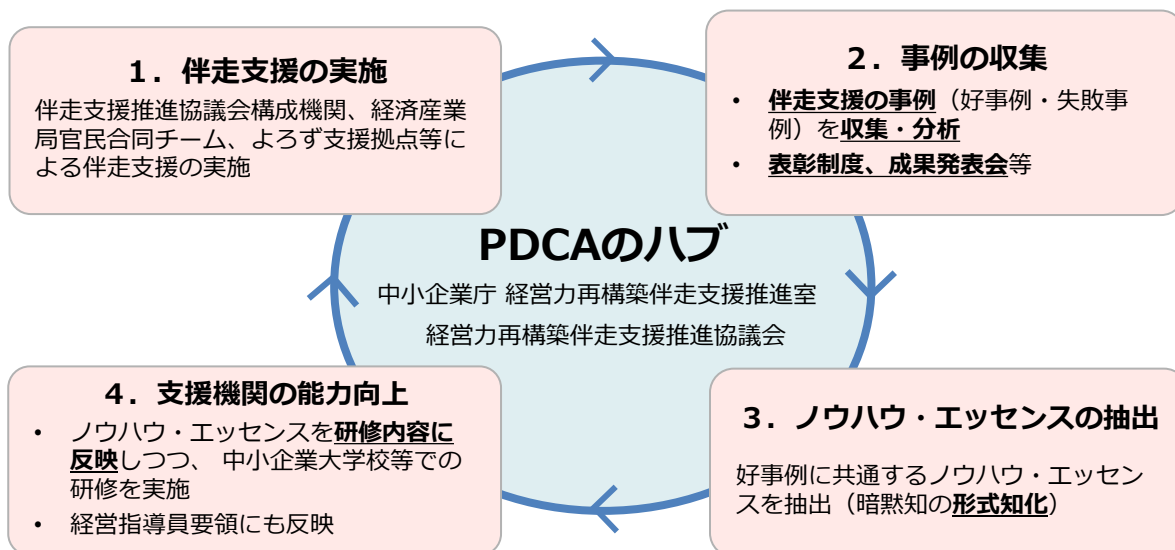 1．伴走支援の実施
伴走支援推進協議会構成機関、経済産業
局官民合同チーム、よろず支援拠点等に
よる伴走支援の実施
2．事例の収集
• 伴走支援の事例（好事例・失敗事
例）を収集・分析
• 表彰制度、成果発表会等
PDCAのハブ
中小企業庁 経営力再構築伴走支援推進室
経営力再構築伴走支援推進協議会
3．ノウハウ・エッセンスの抽出
好事例に共通するノウハウ・エッセン
スを抽出（暗黙知の形式知化）
4．支援機関の能力向上
• ノウハウ・エッセンスを研修内容に
反映しつつ、 中小企業大学校等での
研修を実施
• 経営指導員要領にも反映